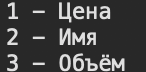 1 – Цена
2 – Имя
3 – Объём